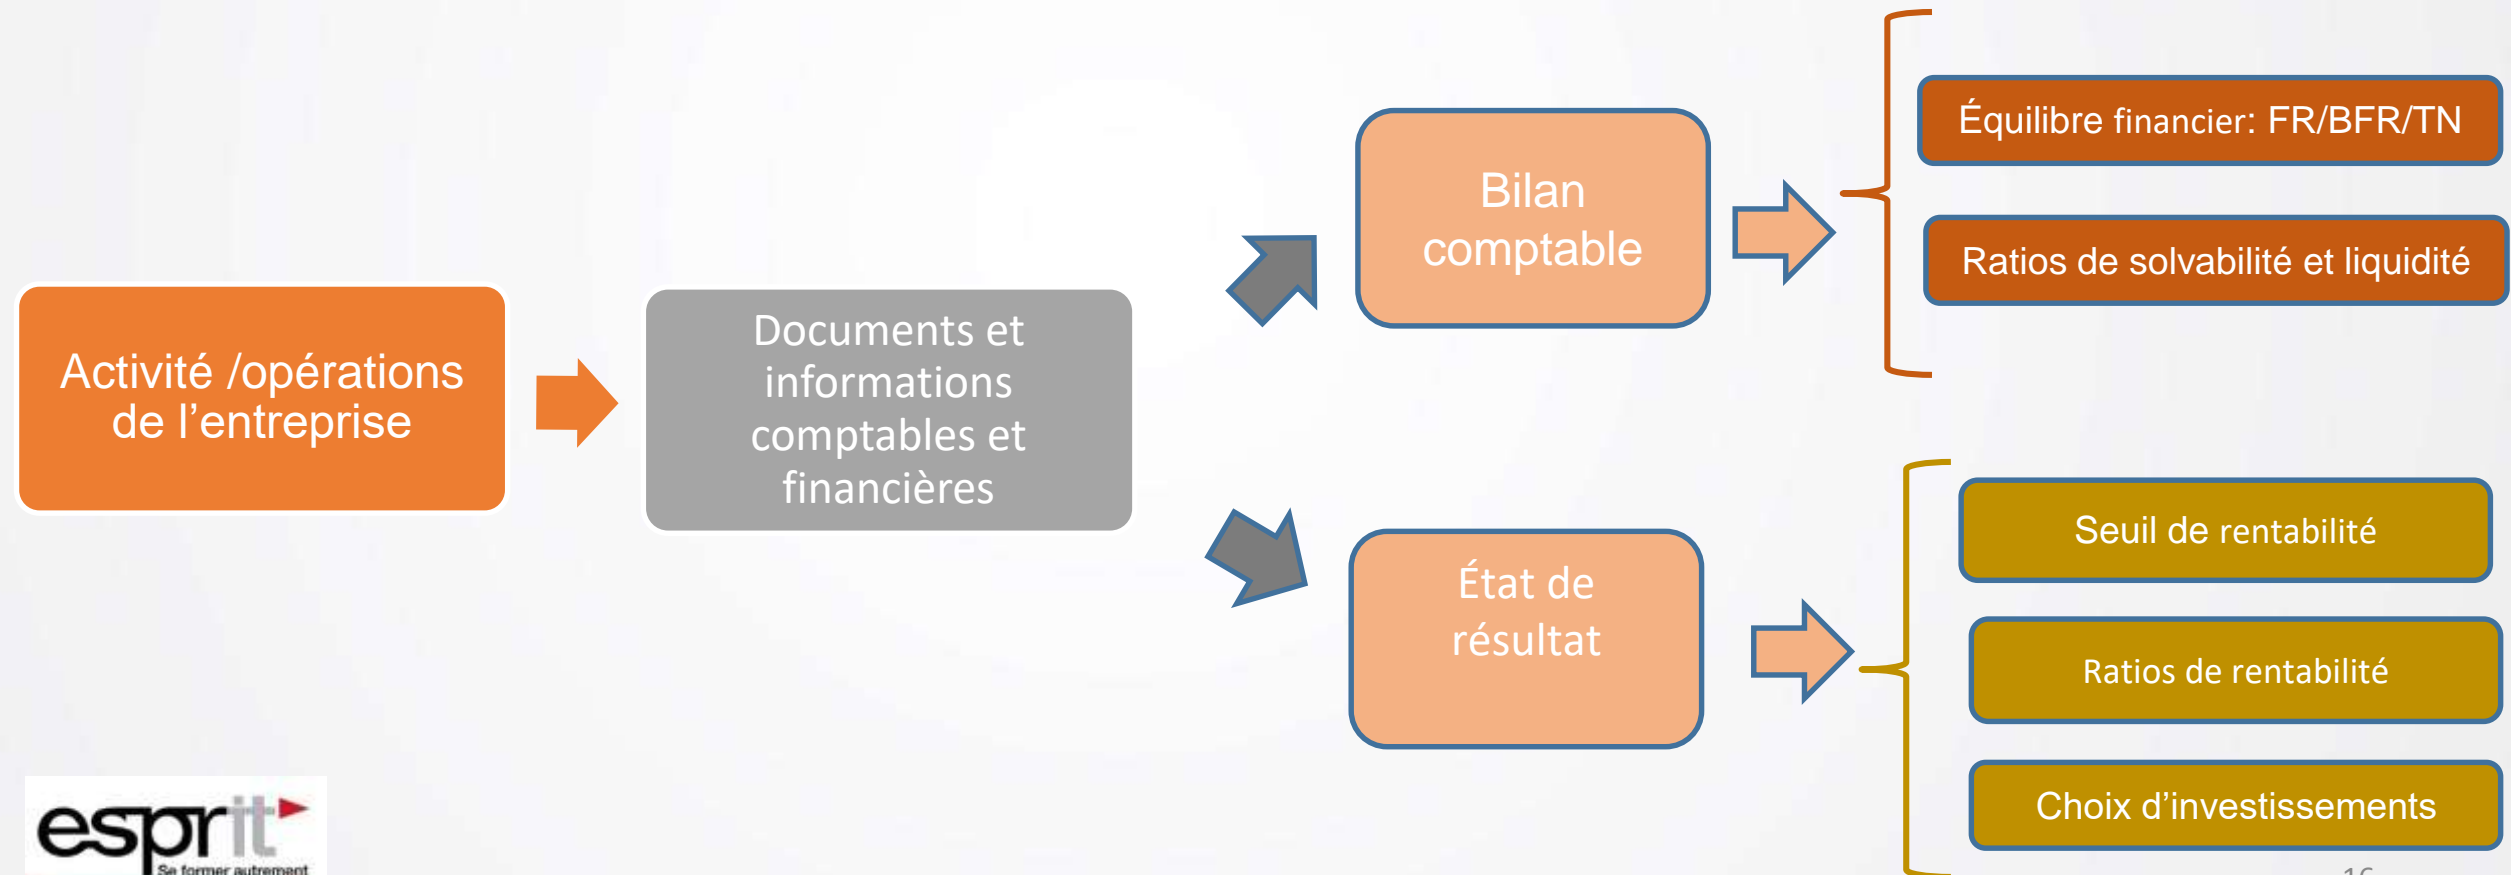 Activité /opérations
de l’entreprise
Documents et
informations
comptables et
financières
Bilan
comptable
Équilibre financier: FR/BFR/TN
Ratios de solvabilité et liquidité
État de
résultat
Seuil de rentabilité
Ratios de rentabilité
Choix d’investissements
esprit
Se former autrement
16